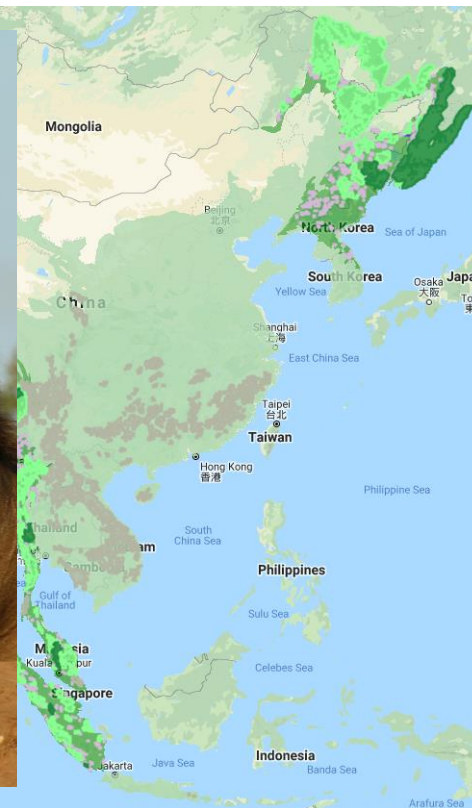 Mongolia
Beijing
北京
North Korea
Sea of Japan
South Korea
Yellow Sea
Osaka
大阪
China
Shanghai
上海
East China Sea
Taipei
台北
Taiwan
Hong Kong
香港
Philippine Sea
Thailand
South
China Sea
Philippines
Gulf of
Thailand
Sulu Sea
Malaysia
Singapore
Celebes Sea
Indonesia
Jakarta
Java Sea
Banda Sea
Arafura Sea